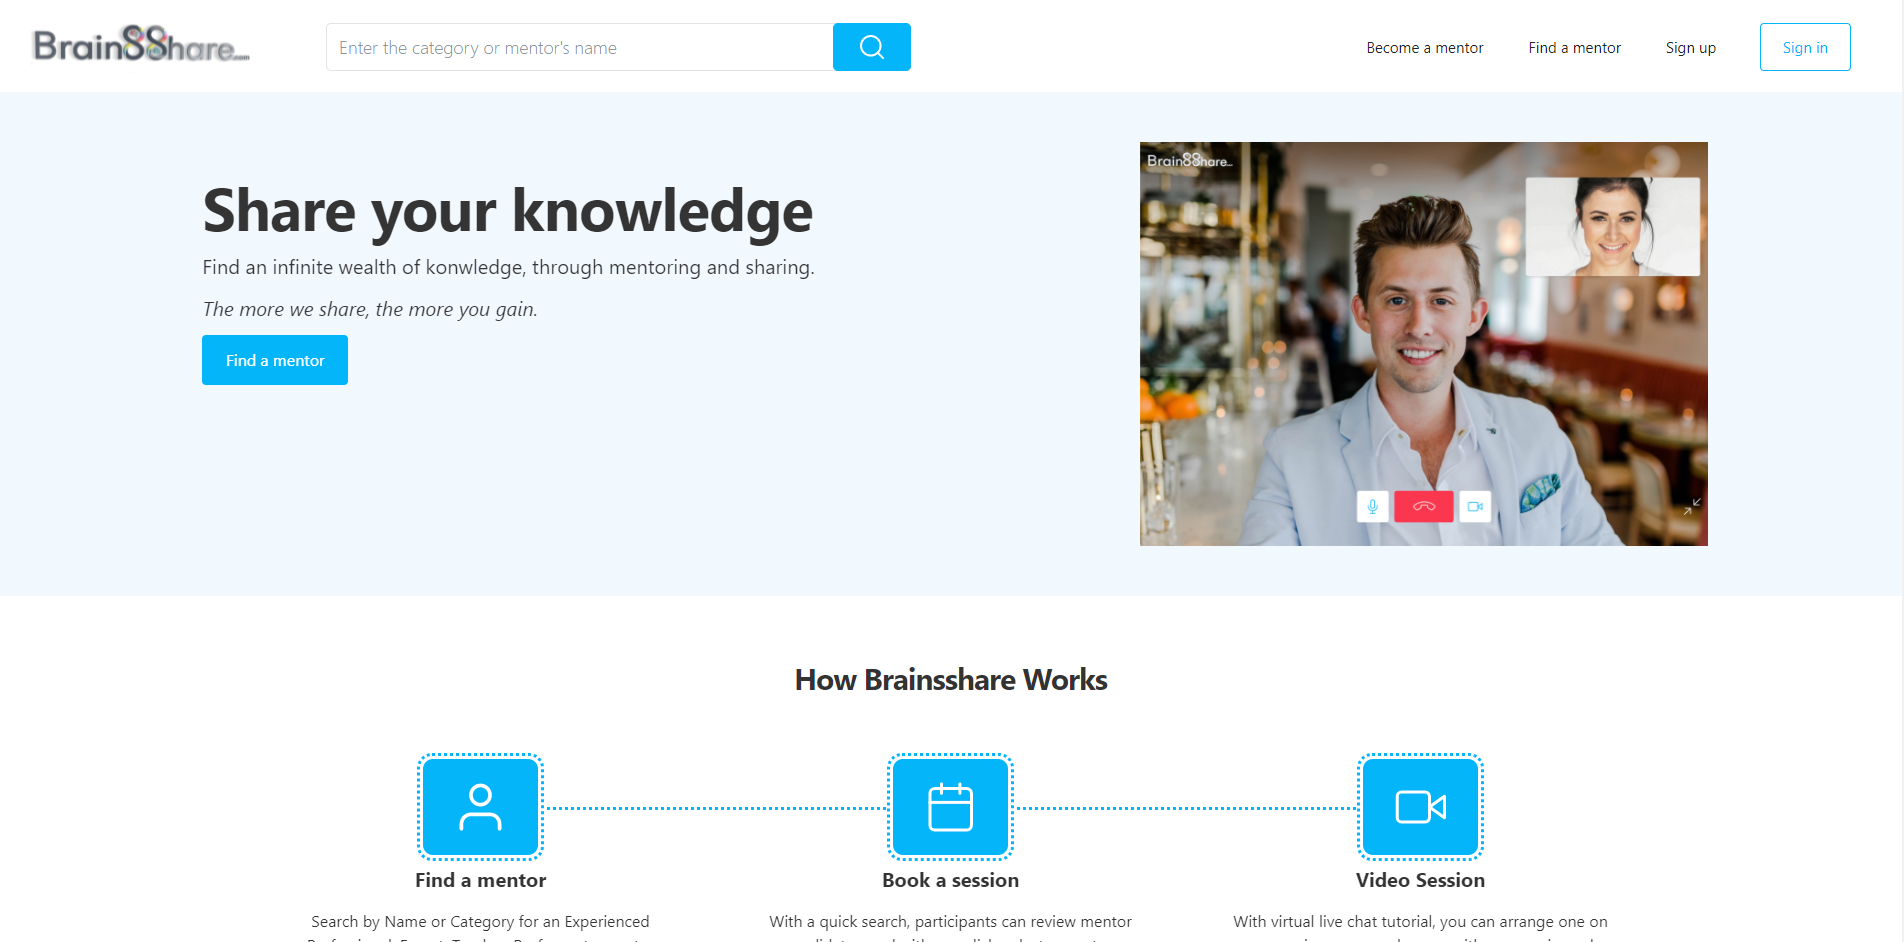 BrainSShare.com
Enter the category or mentor's name
Become a mentor
Find a mentor
Sign up
Sign in
Share your knowledge
Find an infinite wealth of konwledge, through mentoring and sharing.
The more we share, the more you gain.
Find a mentor
BrainSShare
How Brainsshare Works
Find a mentor
Book a session
Video Session
Search by Name or Category for an Experienced
With a quick search, participants can review mentor
With virtual live chat tutorial, you can arrange one on